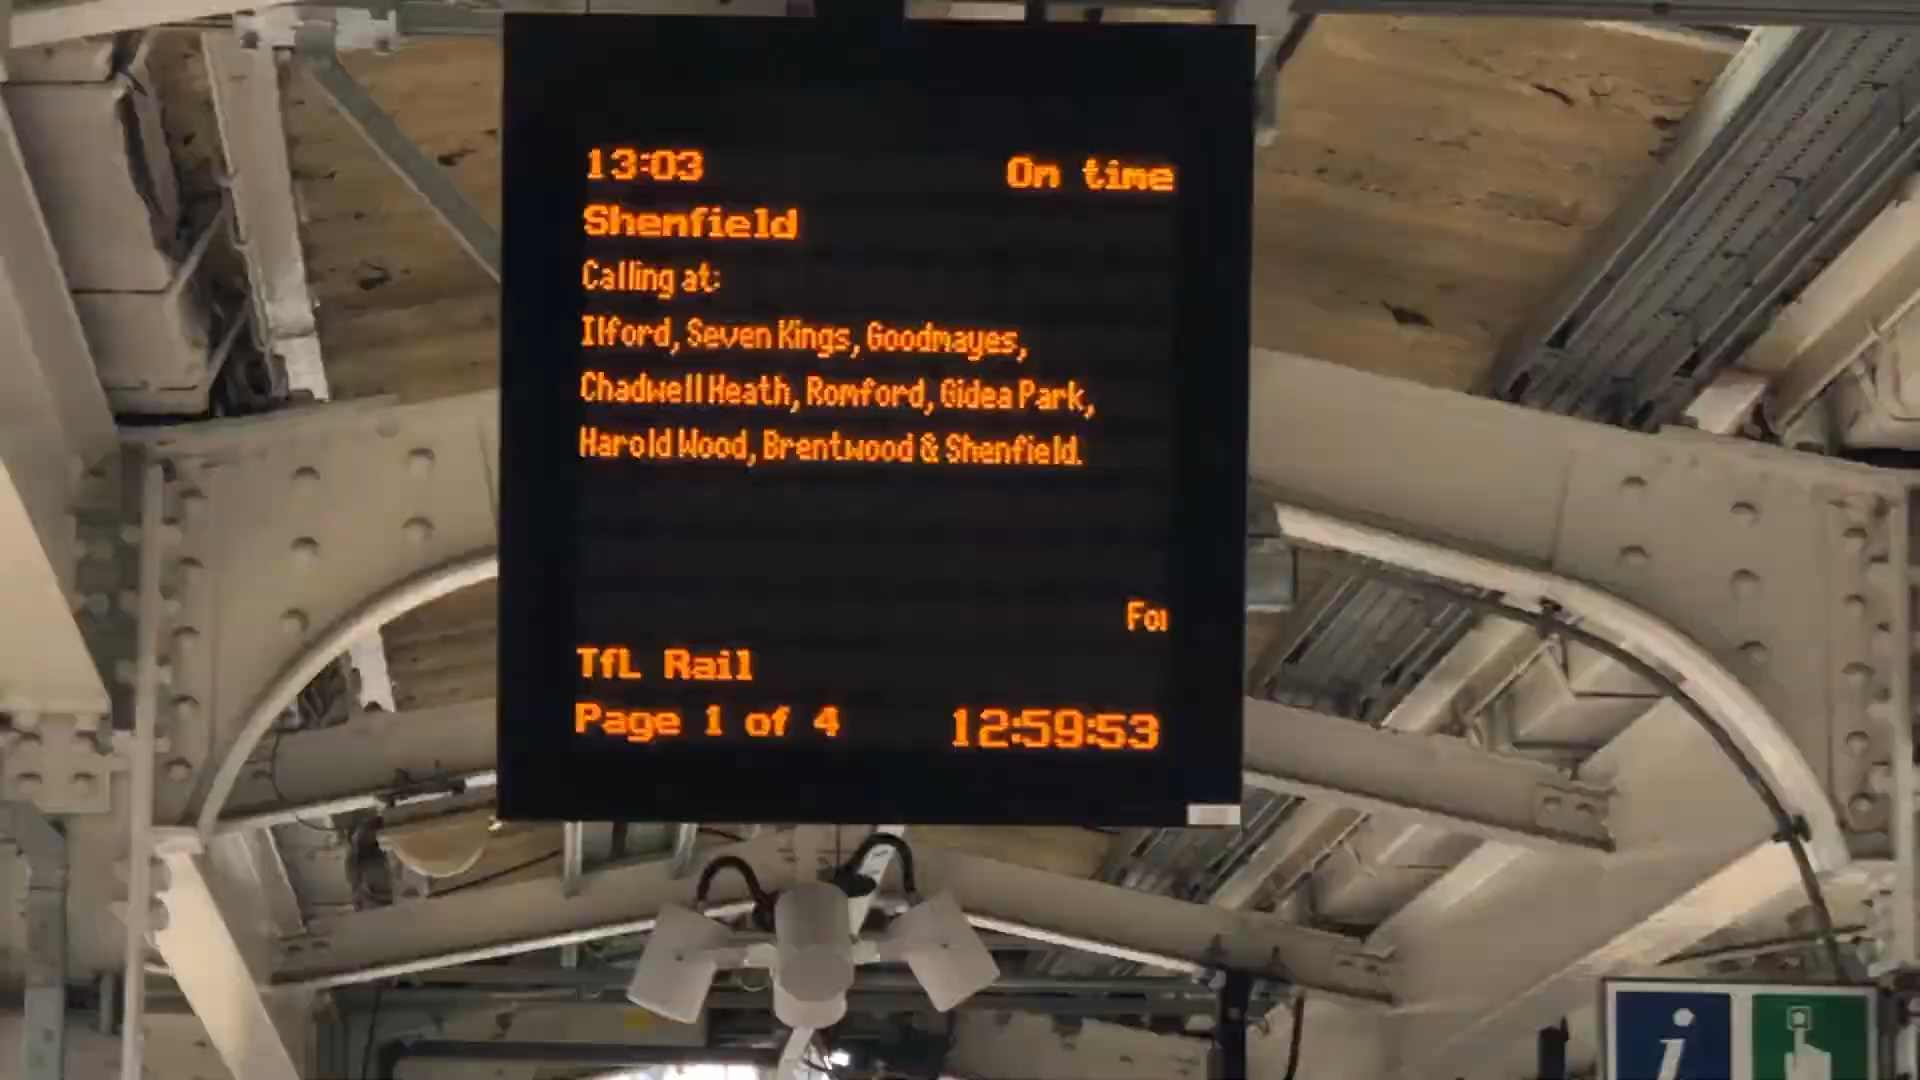 13:03 On time
Shenfield
Calling at:
Ilford, Seven Kings, Goodmayes,
Chadwell Heath, Romford, Gidea Park,
Harold Wood, Brentwood & Shenfield.
TfL Rail
Page 1 of 4 12:59:53
i